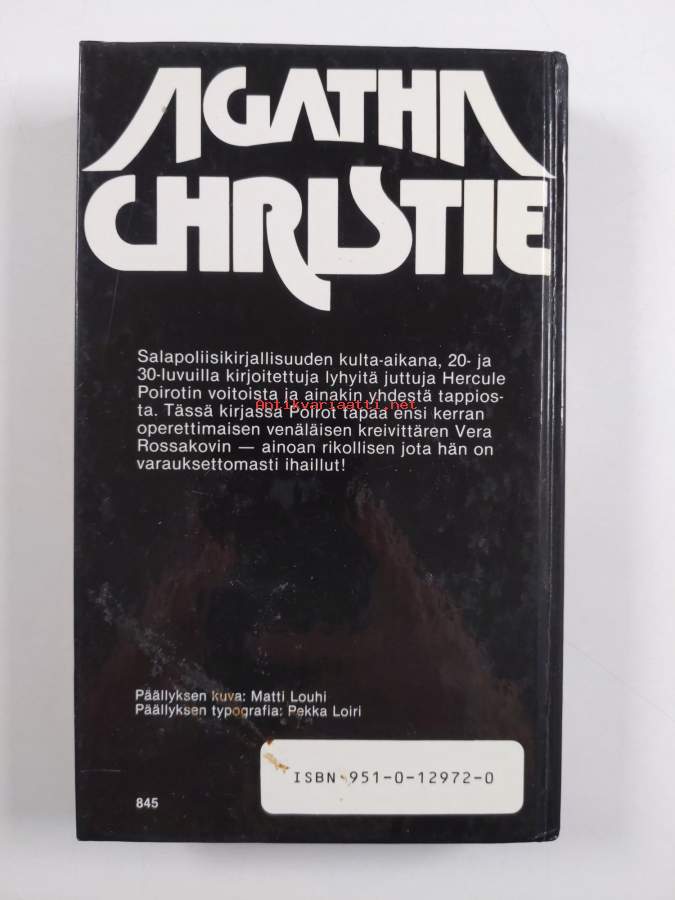 AGATHA
CHRISTIE
Salapoliisikirjallisuuden kulta-aikana, 20- ja
30-luvuilla kirjoitettuja lyhyitä juttuja Hercule
Poirotin voitoista ja ainakin yhdestä tappios-
Antikvariaatti.net
ta. Tässä kirjassa Poirot tapaa ensi kerran
operettimaisen venäläisen kreivittären Vera
Rossakovin — ainoan rikollisen jota hän on
varauksettomasti ihaillut!
Päällyksen kuva: Matti Louhi
Päällyksen typografia: Pekka Loiri
ISBN 951-0-12972-0
845